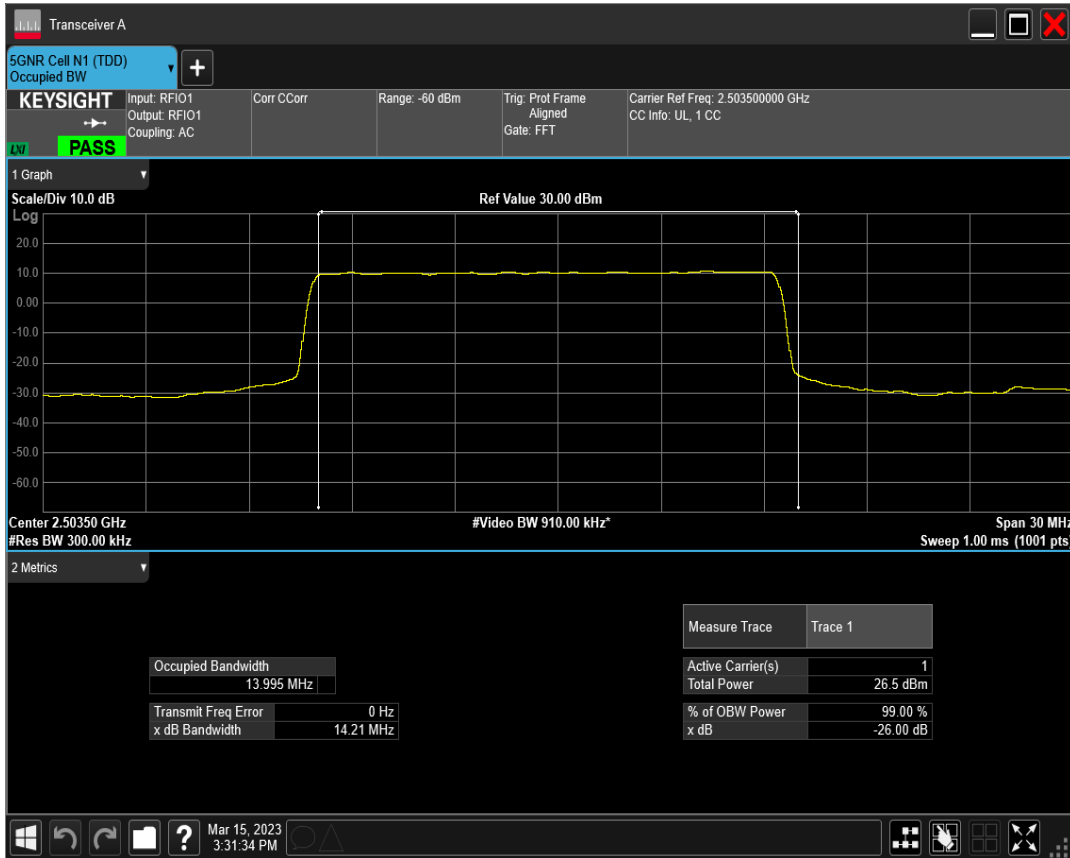 Transceiver A
5GNR Cell N1 (TDD)
Occupied BW
+
KEYSIGHT
LXI
PASS
Input: RFIO1
Output: RFIO1
Coupling: AC
Corr CCorr
Range: -60 dBm
Trig: Prot Frame
Aligned
Gate: FFT
Carrier Ref Freq: 2.503500000 GHz
CC Info: UL, 1 CC
1 Graph
Scale/Div 10.0 dB
Ref Value 30.00 dBm
Log
20.0
10.0
0.00
-10.0
-20.0
-30.0
-40.0
-50.0
-60.0
Center 2.50350 GHz
#Video BW 910.00 kHz*
Span 30 MHz
#Res BW 300.00 kHz
Sweep 1.00 ms (1001 pts)
2 Metrics
Measure Trace Trace 1
Occupied Bandwidth
13.995 MHz
Active Carrier(s) 1
Total Power 26.5 dBm
Transmit Freq Error 0 Hz
x dB Bandwidth 14.21 MHz
% of OBW Power 99.00 %
x dB -26.00 dB
?
Mar 15, 2023
3:31:34 PM